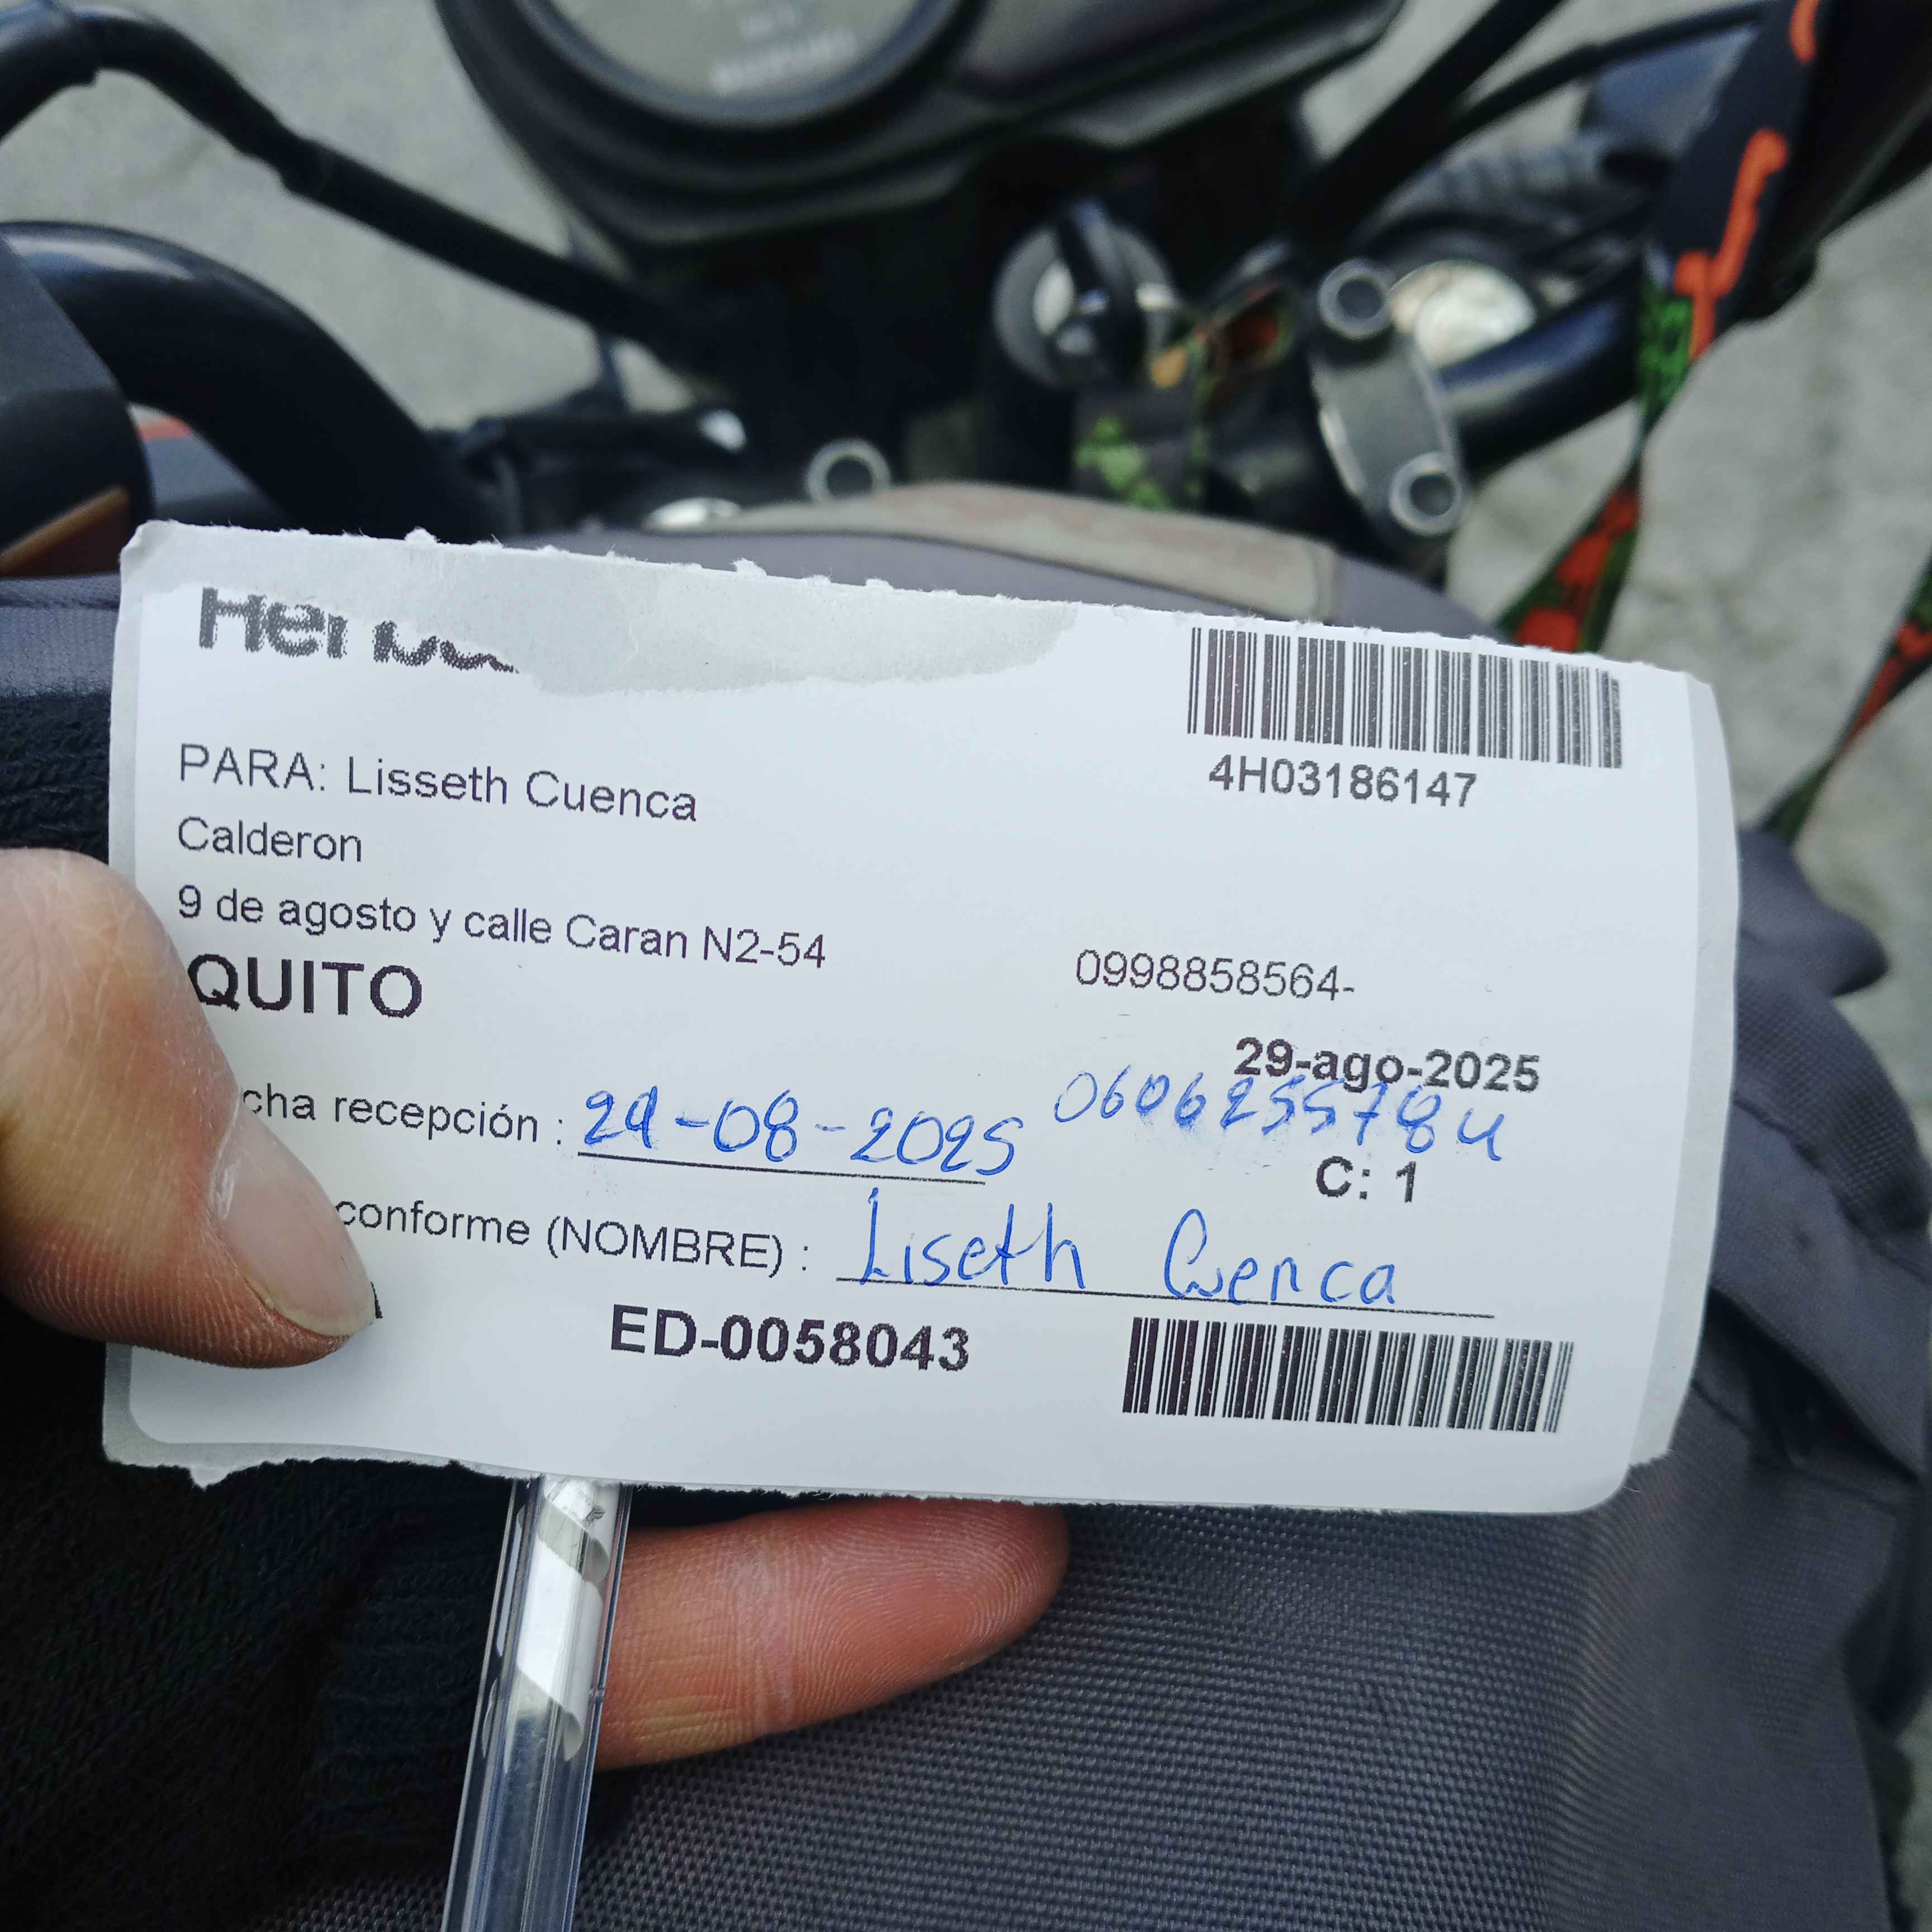 4H03186147
PARA: Lisseth Cuenca
Calderon
9 de agosto y calle Caran N2-54
0998858564-
QUITO
29-ago-2025
cha recepción : 29-08-2025 0606255784
C: 1
conforme (NOMBRE) : Liseth Cuenca
ED-0058043